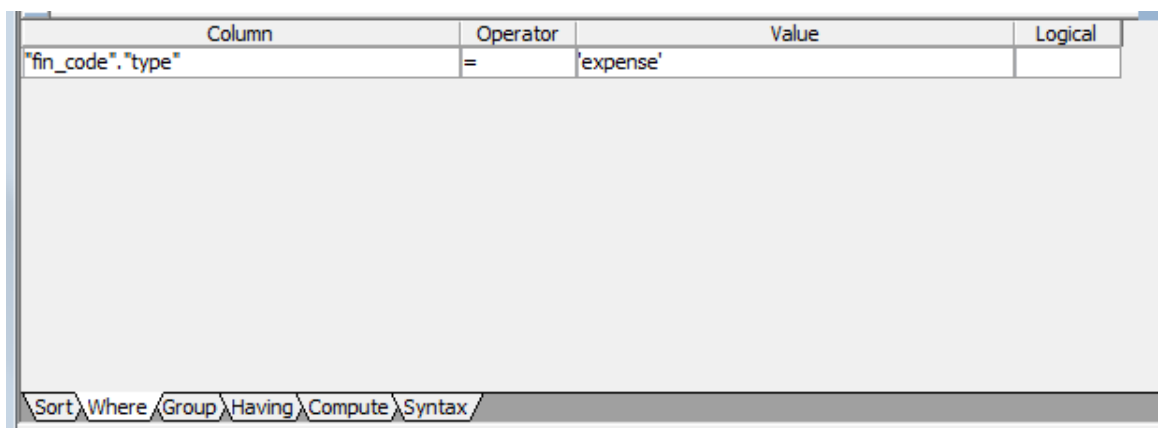 Column Operator Value Logical
"fin_code"."type" = 'expense'
Sort Where Group Having Compute Syntax